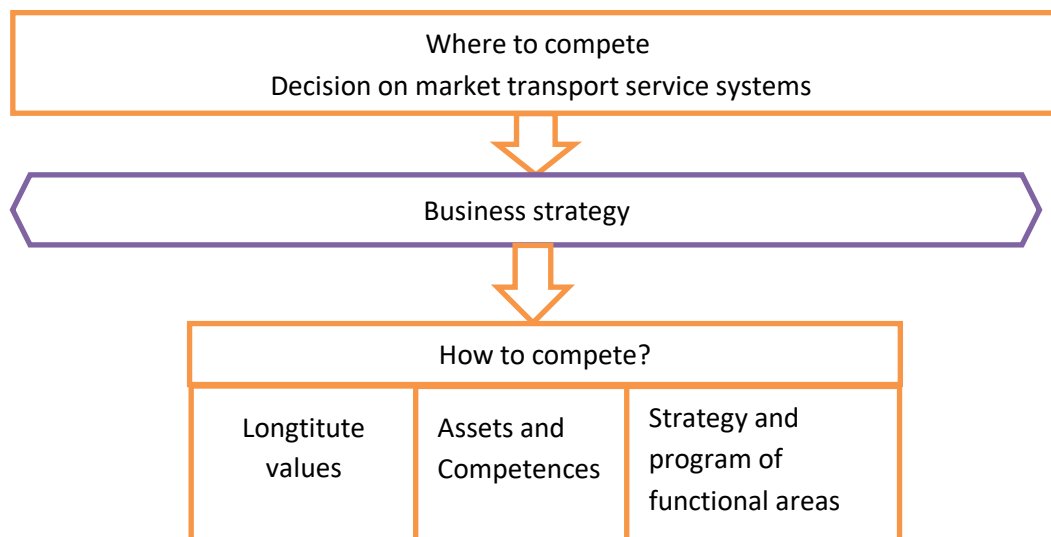 Where to compete
Decision on market transport service systems
Business strategy
How to compete?
Longtitute
values
Assets and
Competences
Strategy and
program of
functional areas